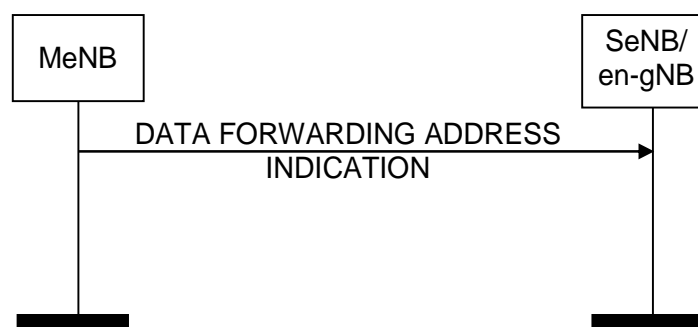 MeNB
SeNB/
en-gNB
DATA FORWARDING ADDRESS
INDICATION